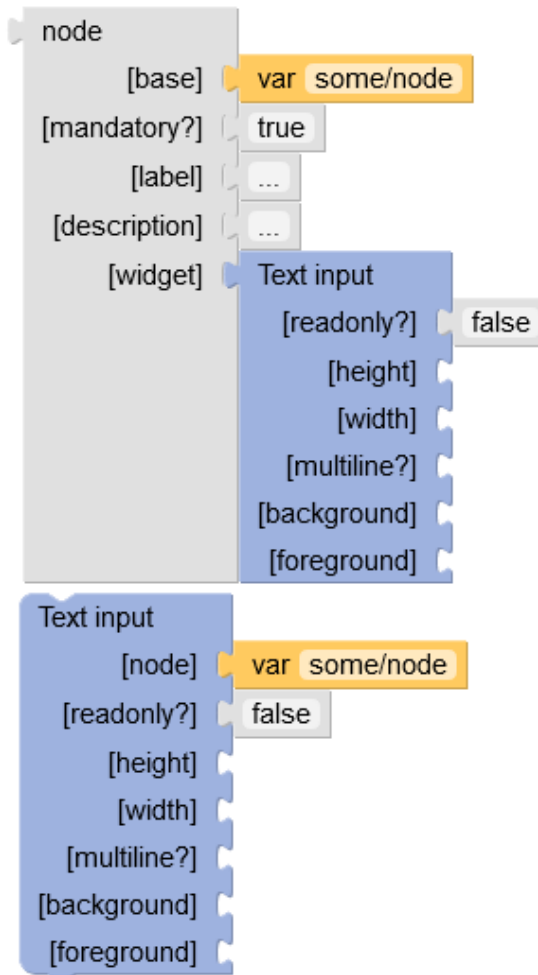 node
[base] var some/node
[mandatory?] true
[label] ...
[description] ...
[widget] Text input
[readonly?] false
[height]
[width]
[multiline?]
[background]
[foreground]
Text input
[node] var some/node
[readonly?] false
[height]
[width]
[multiline?]
[background]
[foreground]